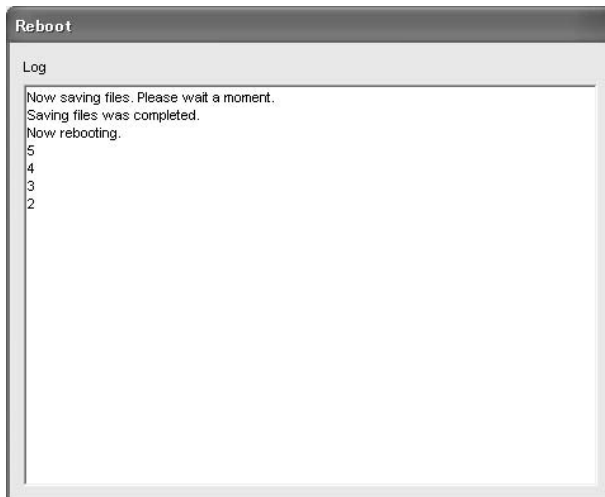 Reboot
Log
Now saving files. Please wait a moment.
Saving files was completed.
Now rebooting.
5
4
3
2